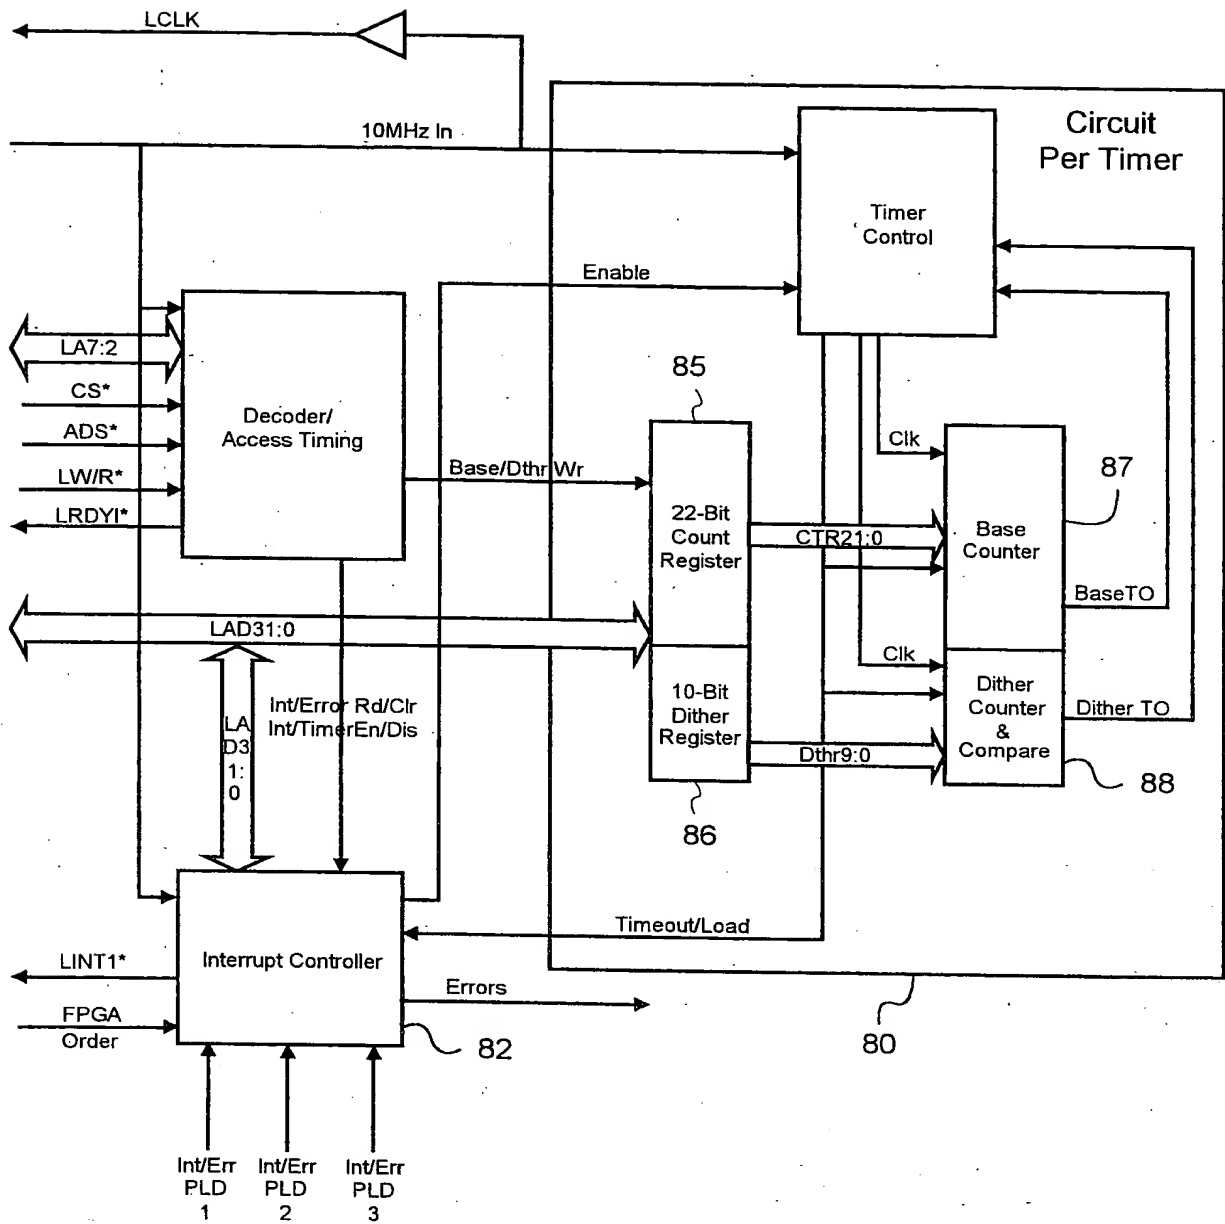 LCLK
10MHz In
Circuit
Per Timer
Timer
Control
Enable
LA7:2
CS*
ADS*
LW/R*
LRDYI*
Decoder/
Access Timing
Base/Dthr Wr
85
22-Bit
Count
Register
CTR21:0
Clk
Base
Counter
87
BaseTO
LAD31:0
Clk
10-Bit
Dither
Register
Dthr9:0
Dither
Counter
&
Compare
Dither TO
88
86
LA
D3
1:
0
Int/Error Rd/Clr
Int/TimerEn/Dis
Timeout/Load
Interrupt Controller
LINT1*
FPGA
Order
Errors
82
80
Int/Err
PLD
1
Int/Err
PLD
2
Int/Err
PLD
3